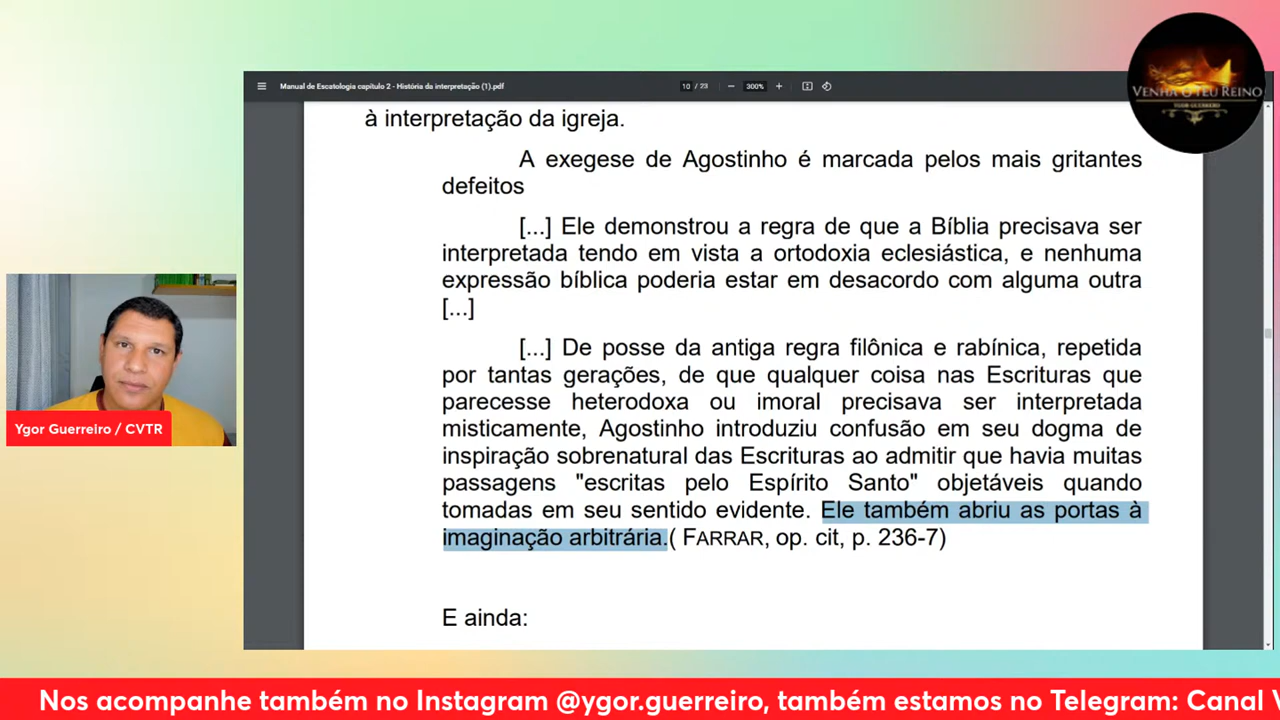 Manual de Escatologia capítulo 2 - História da interpretação (1).pdf
10 / 23
300%
VENHA O TEU REINO
YGOR GUERREIRO
à interpretação da igreja.
A exegese de Agostinho é marcada pelos mais gritantes
defeitos
[...] Ele demonstrou a regra de que a Bíblia precisava ser
interpretada tendo em vista a ortodoxia eclesiástica, e nenhuma
expressão bíblica poderia estar em desacordo com alguma outra
[...]
[...] De posse da antiga regra filônica e rabínica, repetida
por tantas gerações, de que qualquer coisa nas Escrituras que
parecesse heterodoxa ou imoral precisava ser interpretada
misticamente, Agostinho introduziu confusão em seu dogma de
inspiração sobrenatural das Escrituras ao admitir que havia muitas
passagens "escritas pelo Espírito Santo" objetáveis quando
tomadas em seu sentido evidente. Ele também abriu as portas à
imaginação arbitrária.( FARRAR, op. cit, p. 236-7)
E ainda:
Ygor Guerreiro / CVTR
Nos acompanhe também no Instagram @ygor.guerreiro, também estamos no Telegram: Canal V